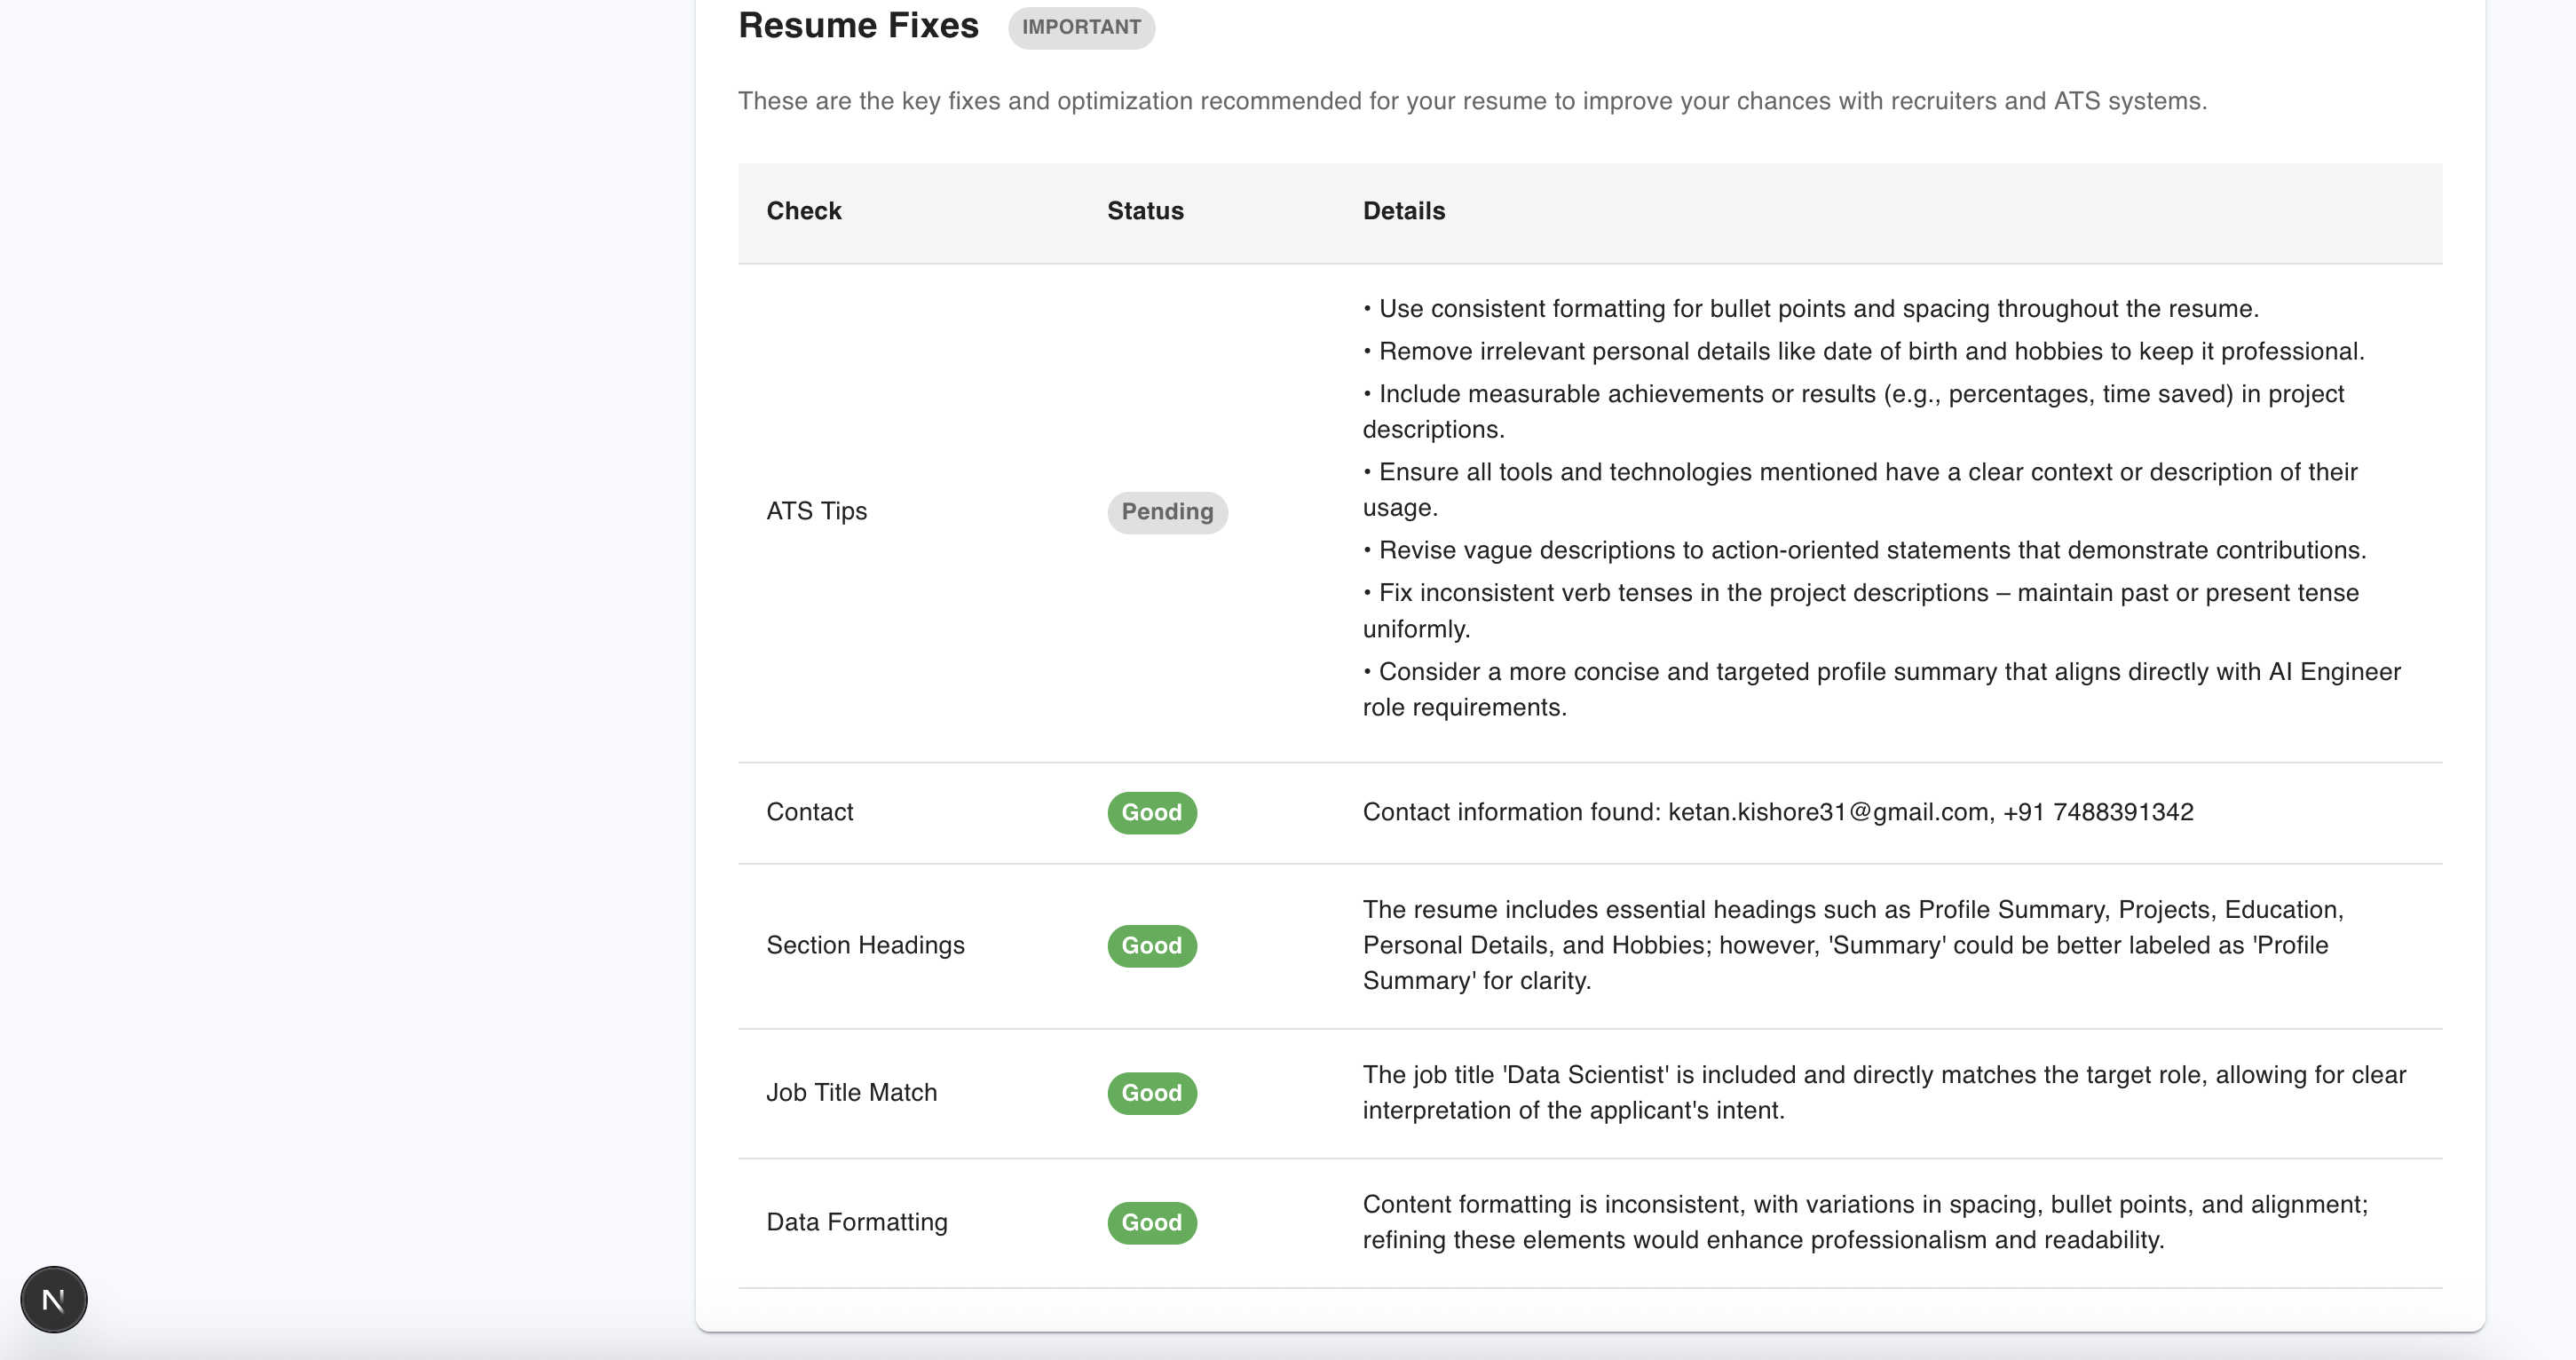 Resume Fixes IMPORTANT
These are the key fixes and optimization recommended for your resume to improve your chances with recruiters and ATS systems.
Check Status Details
ATS Tips Pending
• Use consistent formatting for bullet points and spacing throughout the resume.
• Remove irrelevant personal details like date of birth and hobbies to keep it professional.
• Include measurable achievements or results (e.g., percentages, time saved) in project
descriptions.
• Ensure all tools and technologies mentioned have a clear context or description of their
usage.
• Revise vague descriptions to action-oriented statements that demonstrate contributions.
• Fix inconsistent verb tenses in the project descriptions – maintain past or present tense
uniformly.
• Consider a more concise and targeted profile summary that aligns directly with AI Engineer
role requirements.
Contact Good Contact information found: ketan.kishore31@gmail.com, +91 7488391342
Section Headings Good
The resume includes essential headings such as Profile Summary, Projects, Education,
Personal Details, and Hobbies; however, 'Summary' could be better labeled as 'Profile
Summary' for clarity.
Job Title Match Good
The job title 'Data Scientist' is included and directly matches the target role, allowing for clear
interpretation of the applicant's intent.
Data Formatting Good
Content formatting is inconsistent, with variations in spacing, bullet points, and alignment;
refining these elements would enhance professionalism and readability.
N